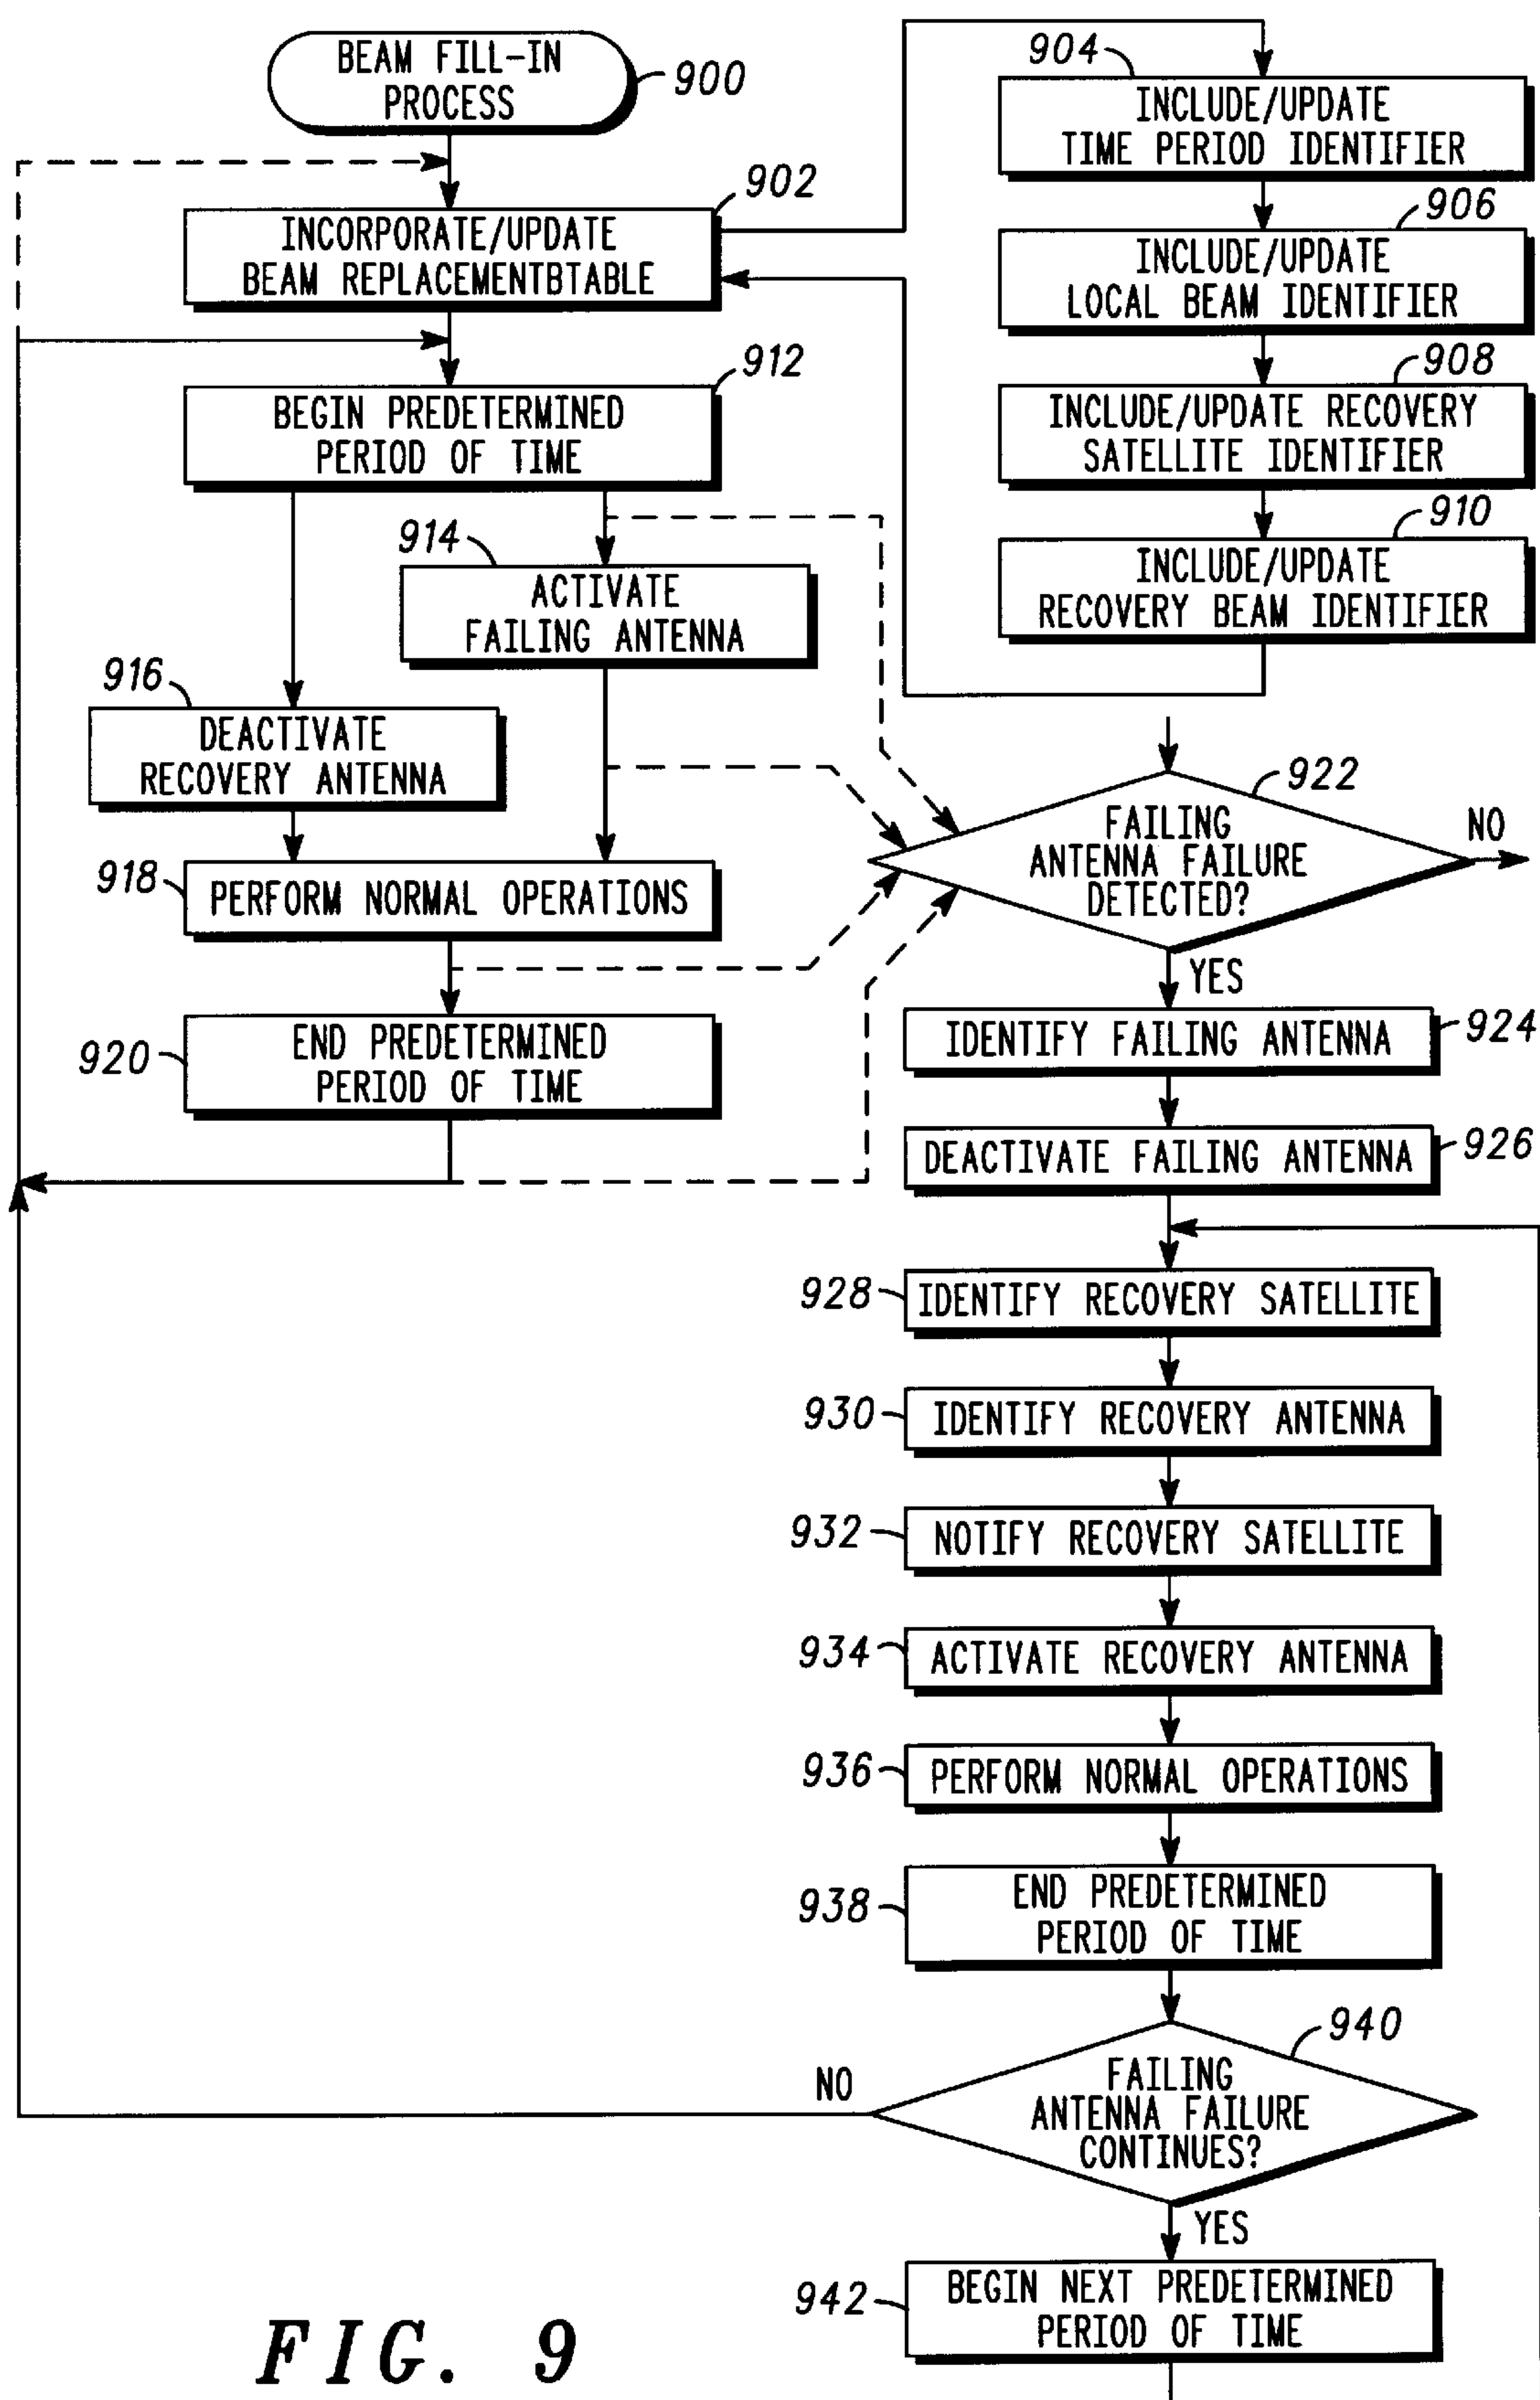 BEAM FILL-IN
PROCESS
900
902
INCORPORATE/UPDATE
BEAM REPLACEMENTBTABLE
904
INCLUDE/UPDATE
TIME PERIOD IDENTIFIER
906
INCLUDE/UPDATE
LOCAL BEAM IDENTIFIER
908
INCLUDE/UPDATE RECOVERY
SATELLITE IDENTIFIER
910
INCLUDE/UPDATE
RECOVERY BEAM IDENTIFIER
912
BEGIN PREDETERMINED
PERIOD OF TIME
914
ACTIVATE
FAILING ANTENNA
916
DEACTIVATE
RECOVERY ANTENNA
918
PERFORM NORMAL OPERATIONS
920
END PREDETERMINED
PERIOD OF TIME
922
FAILING
ANTENNA FAILURE
DETECTED?
NO
YES
IDENTIFY FAILING ANTENNA
924
DEACTIVATE FAILING ANTENNA
926
928
IDENTIFY RECOVERY SATELLITE
930
IDENTIFY RECOVERY ANTENNA
932
NOTIFY RECOVERY SATELLITE
934
ACTIVATE RECOVERY ANTENNA
936
PERFORM NORMAL OPERATIONS
938
END PREDETERMINED
PERIOD OF TIME
940
FAILING
ANTENNA FAILURE
CONTINUES?
NO
YES
942
BEGIN NEXT PREDETERMINED
PERIOD OF TIME
FIG. 9